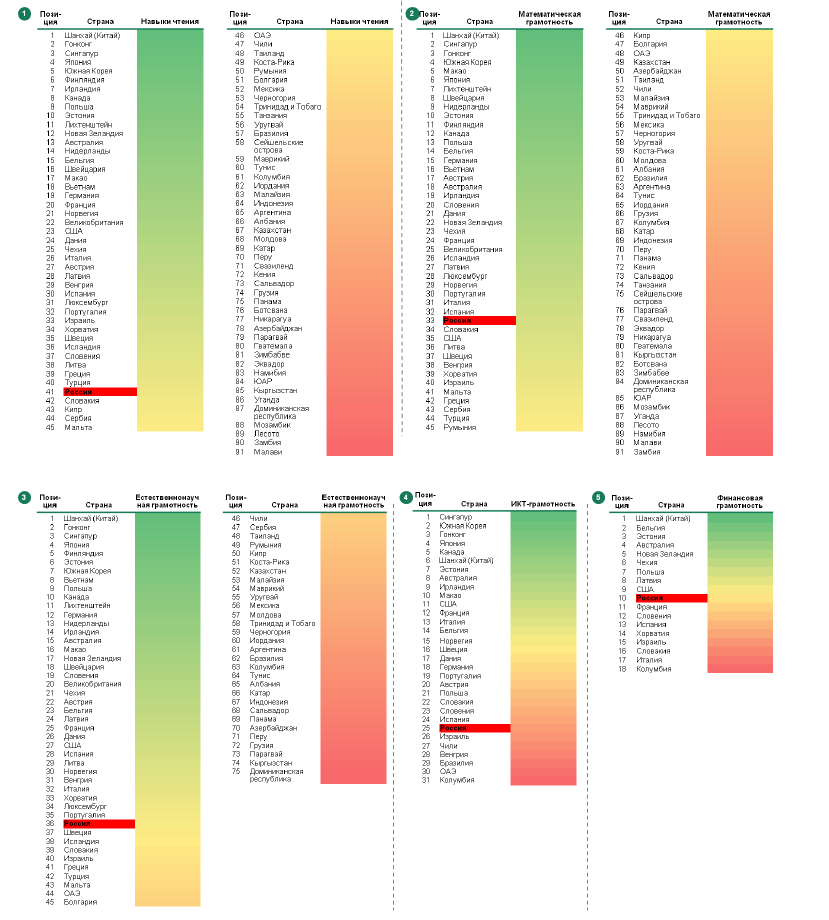 1
Пози-
ция Страна Навыки чтения
1 Шанхай (Китай)
2 Гонконг
3 Сингапур
4 Япония
5 Южная Корея
6 Финляндия
7 Ирландия
8 Канада
9 Польша
10 Эстония
11 Лихтенштейн
12 Новая Зеландия
13 Австралия
14 Нидерланды
15 Бельгия
16 Швейцария
17 Макао
18 Вьетнам
19 Германия
20 Франция
21 Норвегия
22 Великобритания
23 США
24 Дания
25 Чехия
26 Италия
27 Австрия
28 Латвия
29 Венгрия
30 Испания
31 Люксембург
32 Португалия
33 Израиль
34 Хорватия
35 Швеция
36 Исландия
37 Словения
38 Литва
39 Греция
40 Турция
41 Россия
42 Словакия
43 Кипр
44 Сербия
45 Мальта
Пози-
ция Страна Навыки чтения
46 ОАЭ
47 Чили
48 Таиланд
49 Коста-Рика
50 Румыния
51 Болгария
52 Мексика
53 Черногория
54 Тринидад и Тобаго
55 Танзания
56 Уругвай
57 Бразилия
58 Сейшельские
острова
59 Маврикий
60 Тунис
61 Колумбия
62 Иордания
63 Малайзия
64 Индонезия
65 Аргентина
66 Албания
67 Казахстан
68 Молдова
69 Катар
70 Перу
71 Свазиленд
72 Кения
73 Сальвадор
74 Грузия
75 Панама
76 Ботсвана
77 Никарагуа
78 Азербайджан
79 Парагвай
80 Гватемала
81 Зимбабве
82 Эквадор
83 Намибия
84 ЮАР
85 Кыргызстан
86 Уганда
87 Доминиканская
республика
88 Мозамбик
89 Лесото
90 Замбия
91 Малави
2
Пози-
ция Страна Математическая
грамотность
1 Шанхай (Китай)
2 Сингапур
3 Гонконг
4 Южная Корея
5 Макао
6 Япония
7 Лихтенштейн
8 Швейцария
9 Нидерланды
10 Эстония
11 Финляндия
12 Канада
13 Польша
14 Бельгия
15 Германия
16 Вьетнам
17 Австрия
18 Австралия
19 Ирландия
20 Словения
21 Дания
22 Новая Зеландия
23 Чехия
24 Франция
25 Великобритания
26 Исландия
27 Латвия
28 Люксембург
29 Норвегия
30 Португалия
31 Италия
32 Испания
33 Россия
34 Словакия
35 США
36 Литва
37 Швеция
38 Венгрия
39 Хорватия
40 Израиль
41 Мальта
42 Греция
43 Сербия
44 Турция
45 Румыния
Пози-
ция Страна Математическая
грамотность
46 Кипр
47 Болгария
48 ОАЭ
49 Казахстан
50 Азербайджан
51 Таиланд
52 Чили
53 Малайзия
54 Маврикий
55 Тринидад и Тобаго
56 Мексика
57 Черногория
58 Уругвай
59 Коста-Рика
60 Молдова
61 Албания
62 Бразилия
63 Аргентина
64 Тунис
65 Иордания
66 Грузия
67 Колумбия
68 Катар
69 Индонезия
70 Перу
71 Панама
72 Кения
73 Сальвадор
74 Танзания
75 Сейшельские
острова
76 Парагвай
77 Свазиленд
78 Эквадор
79 Никарагуа
80 Гватемала
81 Кыргызстан
82 Ботсвана
83 Зимбабве
84 Доминиканская
республика
85 ЮАР
86 Мозамбик
87 Уганда
88 Лесото
89 Намибия
90 Малави
91 Замбия
3
Пози-
ция Страна Естественнонауч
ная грамотность
1 Шанхай (Китай)
2 Гонконг
3 Сингапур
4 Япония
5 Финляндия
6 Эстония
7 Южная Корея
8 Вьетнам
9 Польша
10 Канада
11 Лихтенштейн
12 Германия
13 Нидерланды
14 Ирландия
15 Австралия
16 Макао
17 Новая Зеландия
18 Швейцария
19 Словения
20 Великобритания
21 Чехия
22 Австрия
23 Бельгия
24 Латвия
25 Франция
26 Дания
27 США
28 Испания
29 Литва
30 Норвегия
31 Венгрия
32 Италия
33 Хорватия
34 Люксембург
35 Португалия
36 Россия
37 Швеция
38 Исландия
39 Словакия
40 Израиль
41 Греция
42 Турция
43 Мальта
44 ОАЭ
45 Болгария
Пози-
ция Страна Естественнонауч
ная грамотность
46 Чили
47 Сербия
48 Таиланд
49 Румыния
50 Кипр
51 Коста-Рика
52 Казахстан
53 Малайзия
54 Маврикий
55 Уругвай
56 Мексика
57 Молдова
58 Тринидад и Тобаго
59 Черногория
60 Иордания
61 Аргентина
62 Бразилия
63 Колумбия
64 Тунис
65 Албания
66 Катар
67 Индонезия
68 Сальвадор
69 Панама
70 Азербайджан
71 Перу
72 Грузия
73 Парагвай
74 Кыргызстан
75 Доминиканская
республика
4
Пози-
ция Страна ИКТ-грамотность
1 Сингапур
2 Южная Корея
3 Гонконг
4 Япония
5 Канада
6 Шанхай (Китай)
7 Эстония
8 Австралия
9 Ирландия
10 Макао
11 США
12 Франция
13 Италия
14 Бельгия
15 Норвегия
16 Швеция
17 Дания
18 Германия
19 Португалия
20 Австрия
21 Польша
22 Словакия
23 Словения
24 Испания
25 Россия
26 Израиль
27 Чили
28 Венгрия
29 Бразилия
30 ОАЭ
31 Колумбия
5
Пози-
ция Страна Финансовая
грамотность
1 Шанхай (Китай)
2 Бельгия
3 Эстония
4 Австралия
5 Новая Зеландия
6 Чехия
7 Польша
8 Латвия
9 США
10 Россия
11 Франция
12 Словения
13 Испания
14 Хорватия
15 Израиль
16 Словакия
17 Италия
18 Колумбия